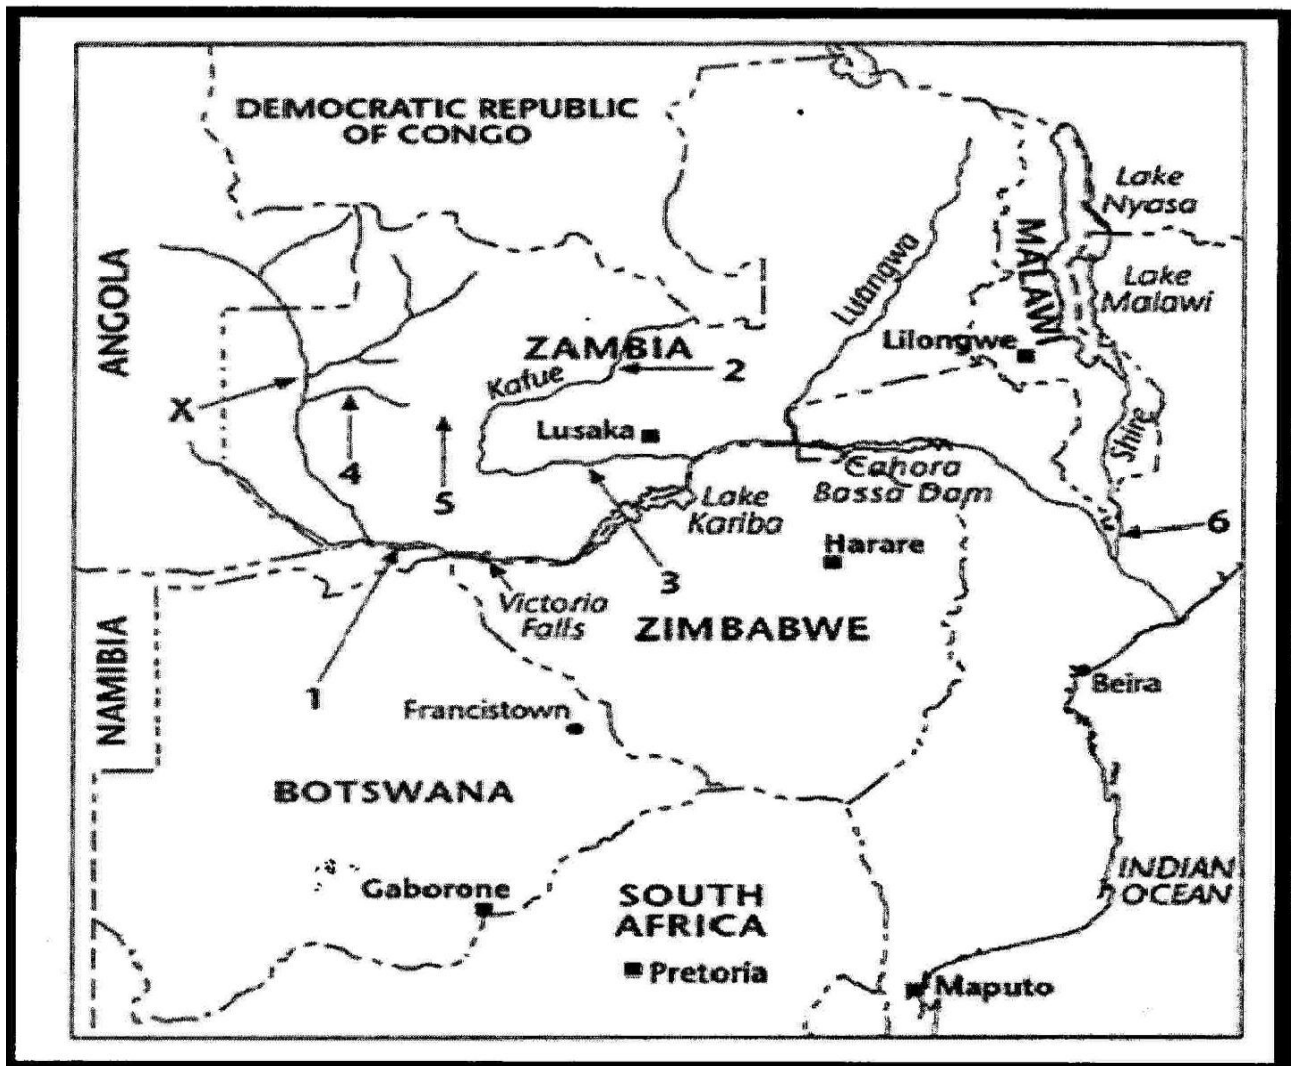 DEMOCRATIC REPUBLIC
OF CONGO
Lake
Nyasa
ANGOLA
MALAWI
Luangwa
Lake
Malawi
ZAMBIA
Lilongwe
Kafue
2
X
Lusaka
Shire
4
5
Cahora
Bassa Dam
Lake
Kariba
6
Harare
3
Victoria
Falls
ZIMBABWE
NAMIBIA
1
Beira
Francistown
BOTSWANA
INDIAN
OCEAN
Gaborone
SOUTH
AFRICA
Pretoria
Maputo